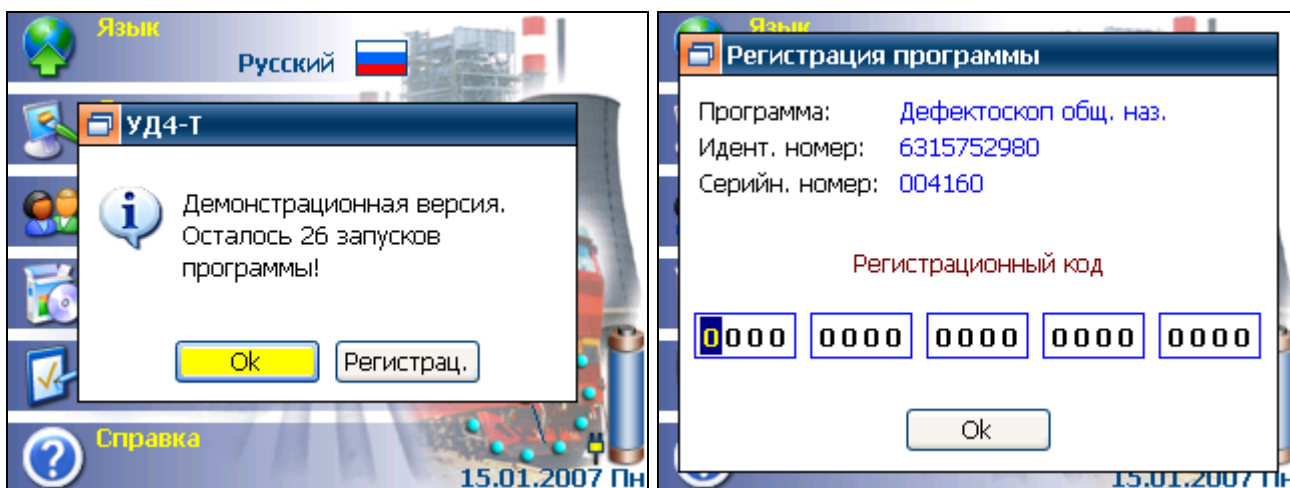 Язык
Русский
УД4-Т
Демонстрационная версия.
Осталось 26 запусков
программы!
Ok
Регистрац.
Справка
15.01.2007 Пн
Язык
Регистрация программы
Программа: Дефектоскоп общ. наз.
Идент. номер: 6315752980
Серийн. номер: 004160
Регистрационный код
0000 0000 0000 0000 0000
Ok
15.01.2007 Пн